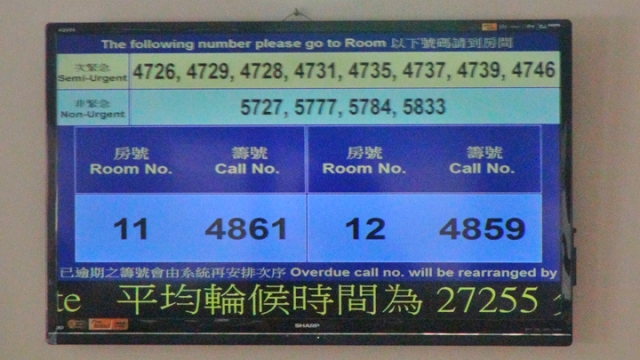 The following number please go to Room 以下號碼請到房間
次緊急
Semi-Urgent
4726, 4729, 4728, 4731, 4735, 4737, 4739, 4746
非緊急
Non-Urgent
5727, 5777, 5784, 5833
房號 籌號 房號 籌號
Room No. Call No. Room No. Call No.
11 4861 12 4859
已逾期之籌號會由系統再安排次序 Overdue call no. will be rearranged by
te 平均輪候時間為 27255
SHARP